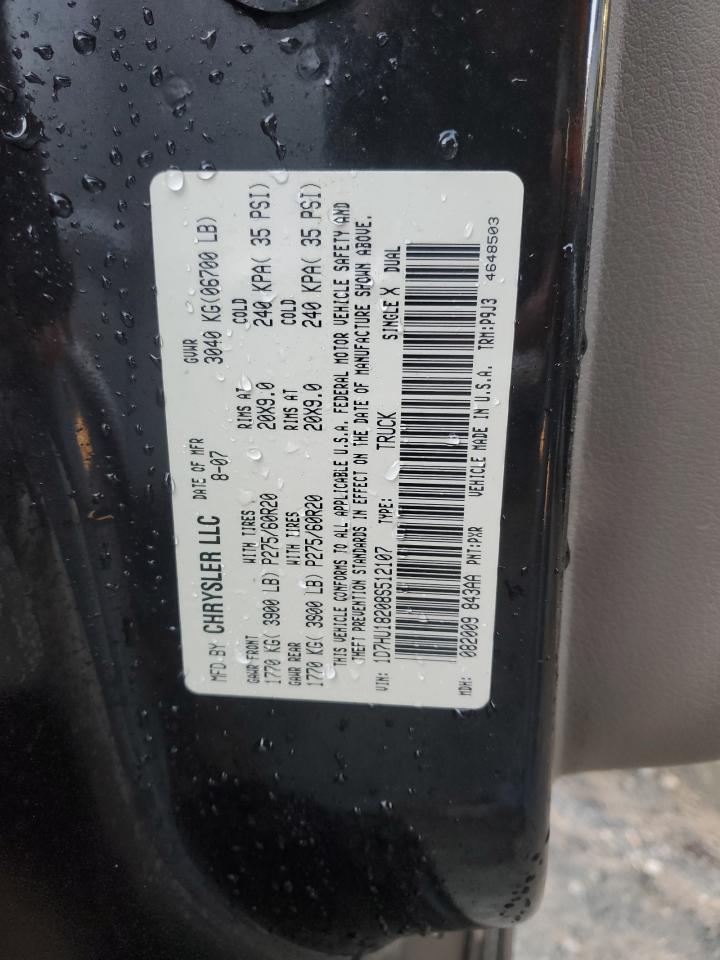 MFD BY CHRYSLER LLC DATE OF MFR 8-07 GVWR 3040 KG(06700 LB)
GAWR FRONT WITH TIRES RIMS AT COLD
1770 KG( 3900 LB) P275/60R20 20X9.0 240 KPA( 35 PSI)
GAWR REAR WITH TIRES RIMS AT COLD
1770 KG( 3900 LB) P275/60R20 20X9.0 240 KPA( 35 PSI)
THIS VEHICLE CONFORMS TO ALL APPLICABLE U.S.A. FEDERAL MOTOR VEHICLE SAFETY AND
THEFT PREVENTION STANDARDS IN EFFECT ON THE DATE OF MANUFACTURE SHOWN ABOVE.
VIN: 1D7HU18208S512107 TYPE: TRUCK SINGLE X DUAL
MDH: 082009 843AA PNT:PXR VEHICLE MADE IN U.S.A. TRM:P9J3 4648503